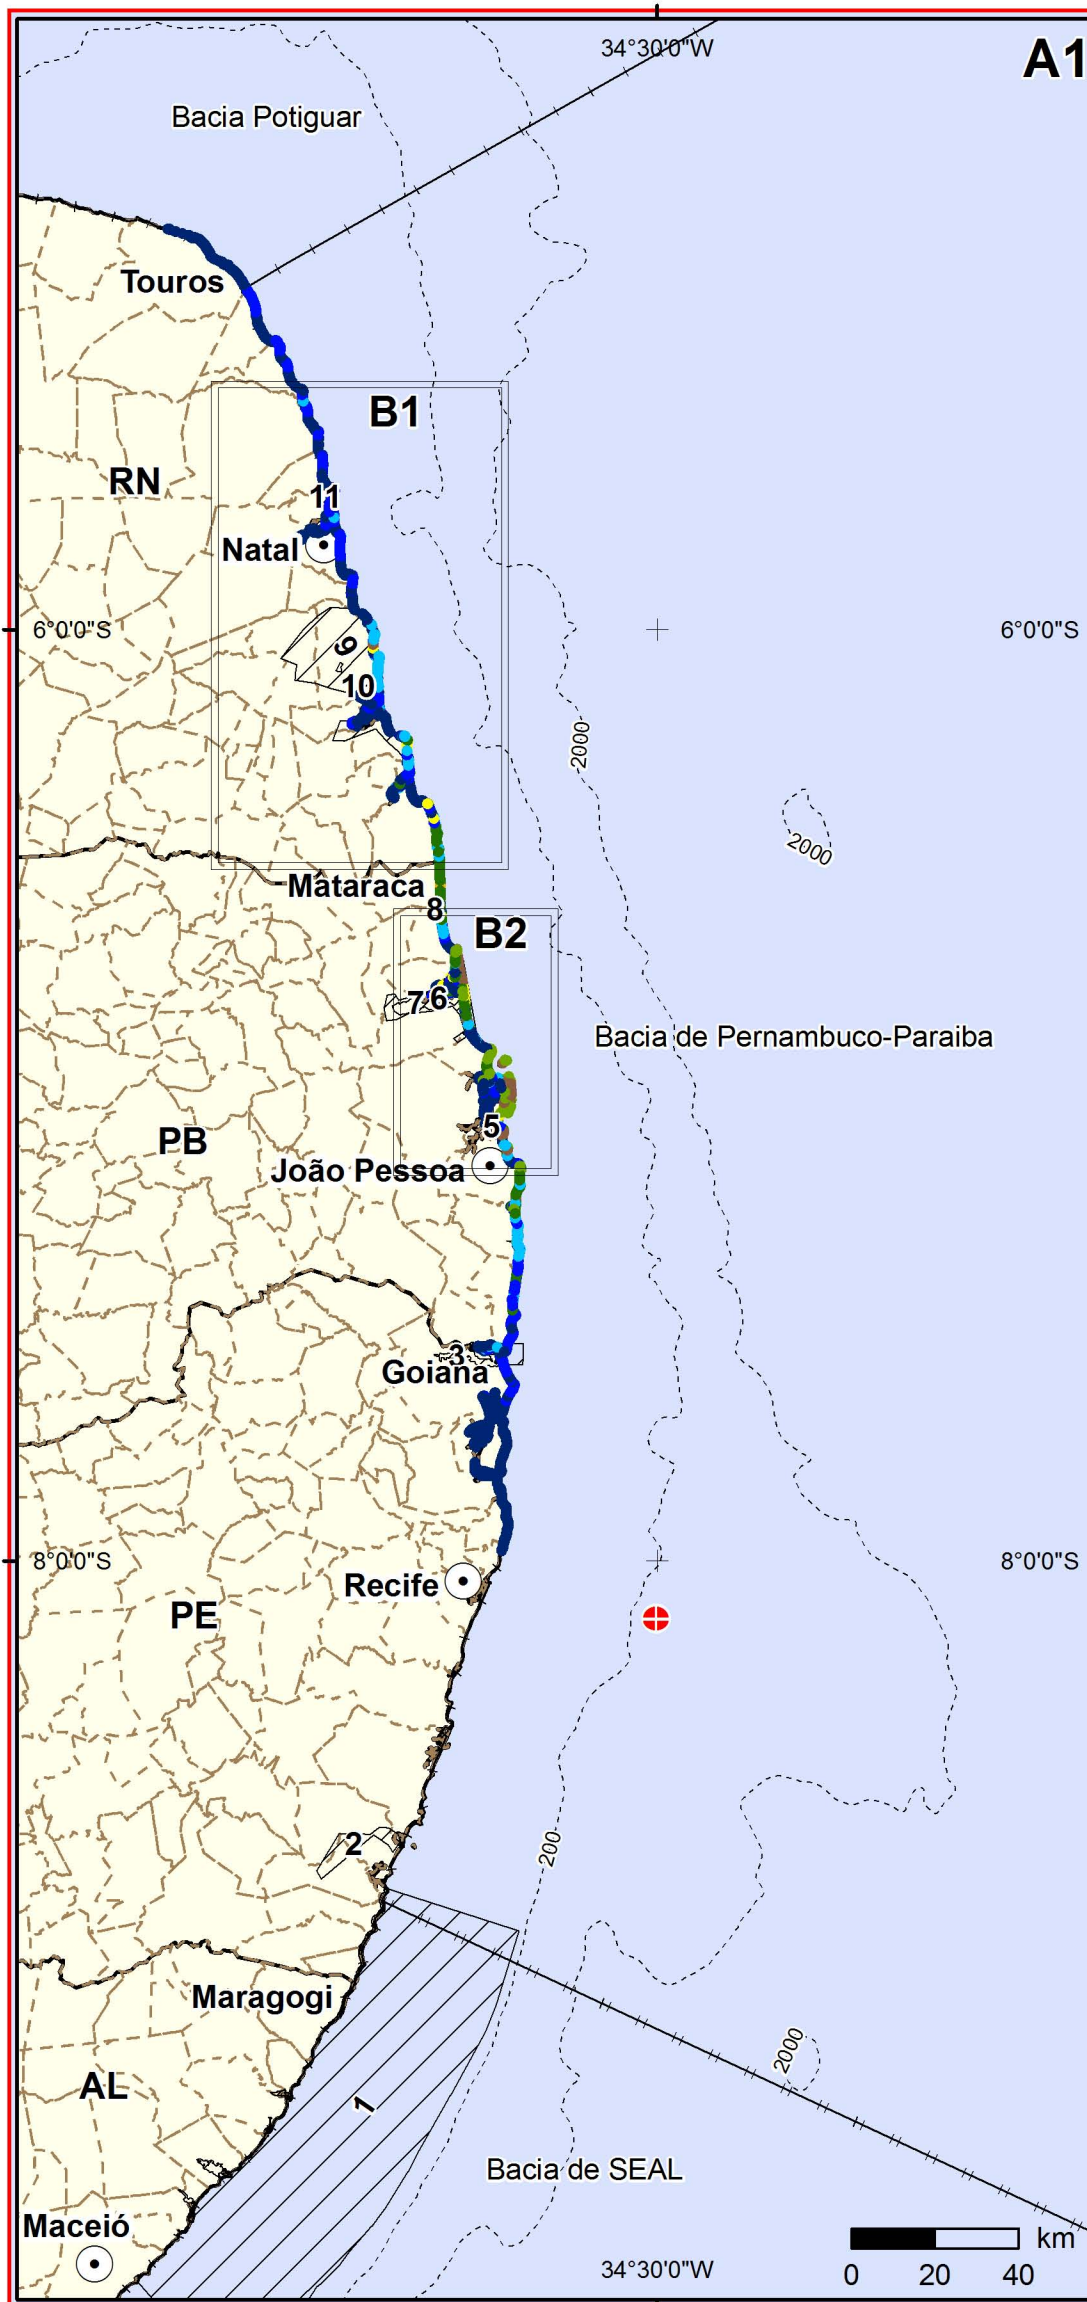 34°30'0"W
A1
Bacia Potiguar
Touros
B1
RN
11
Natal
6°0'0"S
6°0'0"S
9
10
2000
2000
Mataraca
8
B2
7
6
Bacia de Pernambuco-Paraiba
5
PB
João Pessoa
3
Goiana
8°0'0"S
8°0'0"S
Recife
PE
2
200
Maragogi
2000
AL
1
Bacia de SEAL
Maceió
34°30'0"W
km
0 20 40